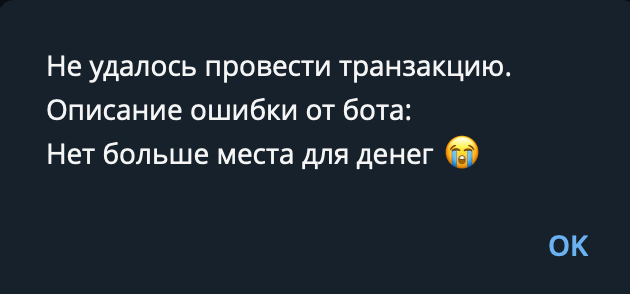 Не удалось провести транзакцию.
Описание ошибки от бота:
Нет больше места для денег 😭
OK